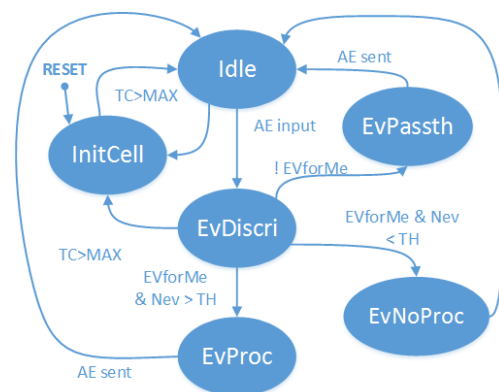 Idle
RESET
AE sent
TC>MAX
AE input
EvPassth
InitCell
! EVforMe
EvDiscri
EVforMe & Nev
< TH
TC>MAX
EVforMe
& Nev > TH
EvNoProc
EvProc
AE sent